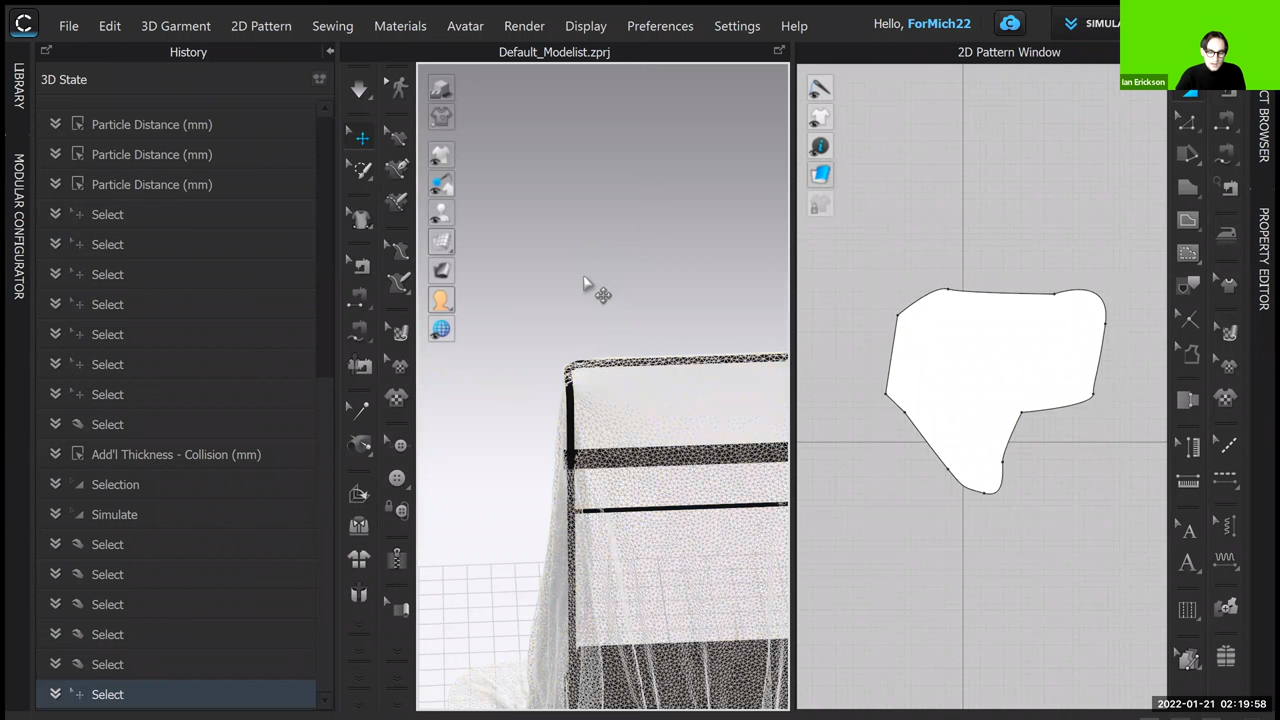 File Edit 3D Garment 2D Pattern Sewing Materials Avatar Render Display Preferences Settings Help Hello, ForMich22
History
Default_Modelist.zprj
2D Pattern Window
Ian Erickson
LIBRARY
MODULAR CONFIGURATOR
3D State
Particle Distance (mm)
Particle Distance (mm)
Particle Distance (mm)
Select
Select
Select
Select
Select
Select
Select
Select
Add'l Thickness - Collision (mm)
Selection
Simulate
Select
Select
Select
Select
Select
Select
BROWSER
PROPERTY EDITOR
2022-01-21 02:19:58